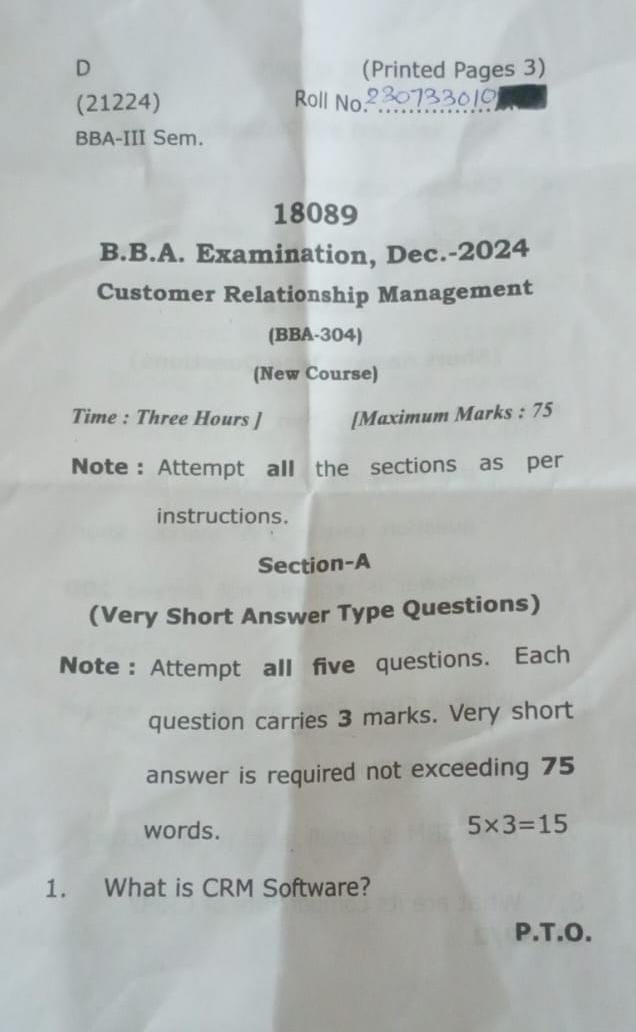 D (Printed Pages 3)
(21224) Roll No. 230733010
BBA-III Sem.
18089
B.B.A. Examination, Dec.-2024
Customer Relationship Management
(BBA-304)
(New Course)
Time : Three Hours ] [Maximum Marks : 75
Note : Attempt all the sections as per
instructions.
Section-A
(Very Short Answer Type Questions)
Note : Attempt all five questions. Each
question carries 3 marks. Very short
answer is required not exceeding 75
words. 5×3=15
1. What is CRM Software?
P.T.O.